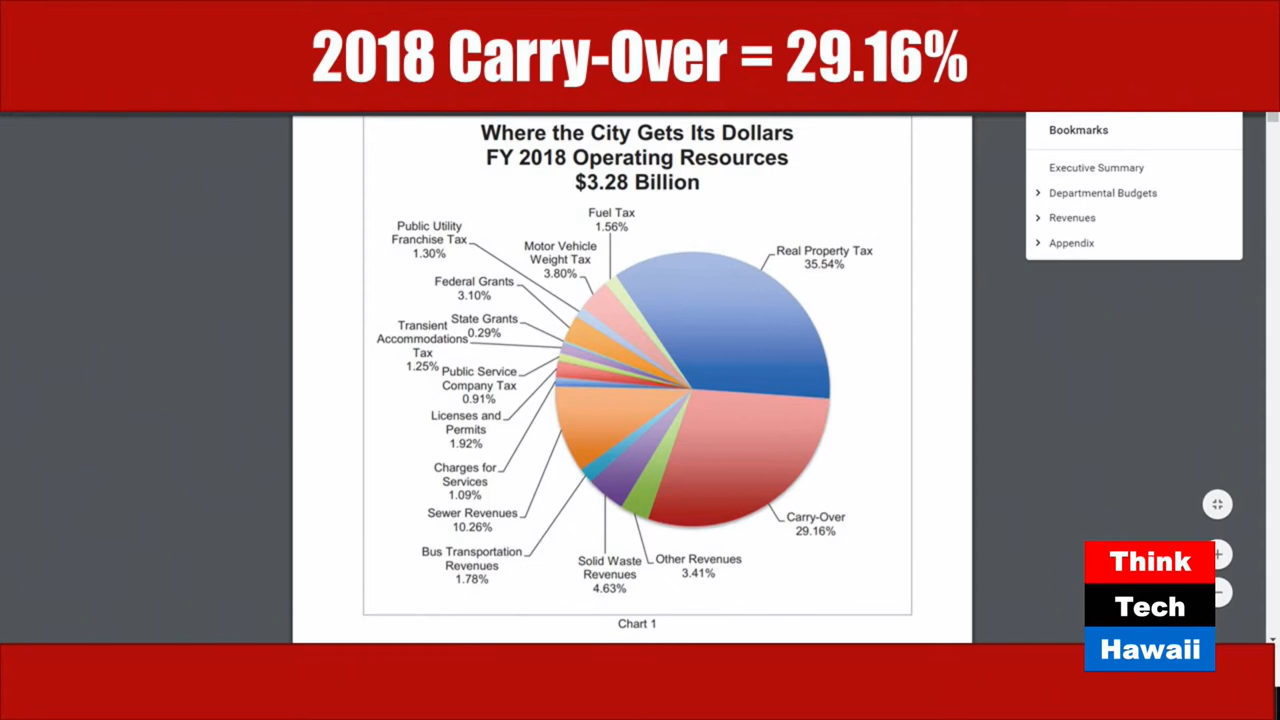 2018 Carry-Over = 29.16%
Where the City Gets Its Dollars
FY 2018 Operating Resources
$3.28 Billion
Fuel Tax
1.56%
Public Utility
Franchise Tax
1.30%
Motor Vehicle
Weight Tax
3.80%
Real Property Tax
35.54%
Federal Grants
3.10%
State Grants
0.29%
Transient
Accommodations
Tax
1.25%
Public Service
Company Tax
0.91%
Licenses and
Permits
1.92%
Charges for
Services
1.09%
Sewer Revenues
10.26%
Bus Transportation
Revenues
1.78%
Solid Waste
Revenues
4.63%
Other Revenues
3.41%
Carry-Over
29.16%
Chart 1
Bookmarks
Executive Summary
Departmental Budgets
Revenues
Appendix
Think
Tech
Hawaii